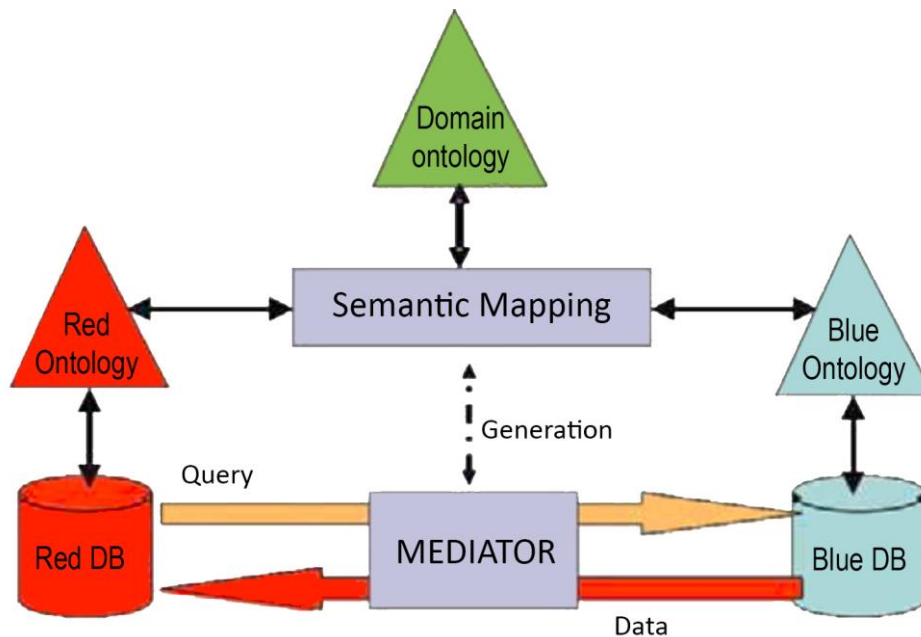 Domain
ontology
Semantic Mapping
Red
Ontology
Blue
Ontology
Generation
Query
MEDIATOR
Red DB
Blue DB
Data